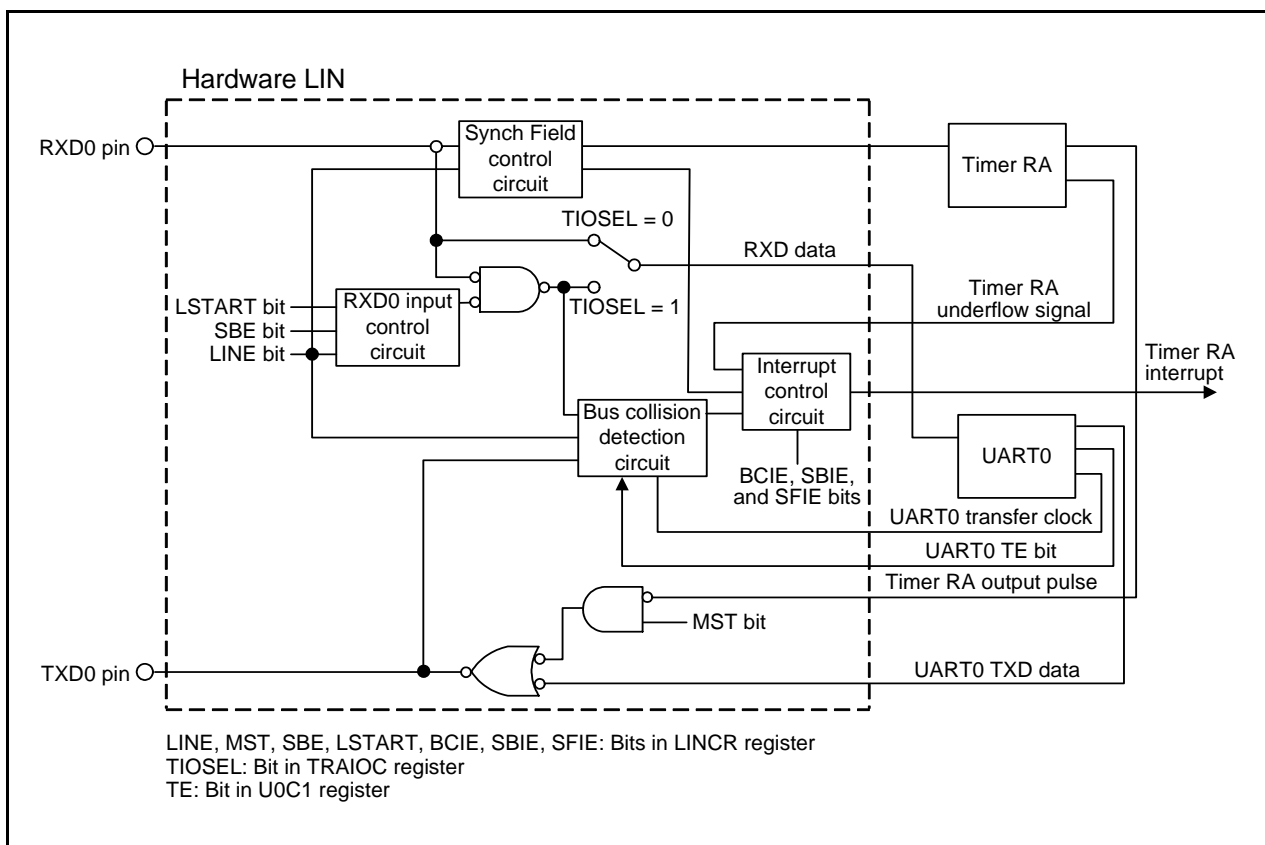 Hardware LIN
RXD0 pin
Synch Field
control
circuit
Timer RA
TIOSEL = 0
RXD data
LSTART bit
SBE bit
LINE bit
RXD0 input
control
circuit
TIOSEL = 1
Timer RA
underflow signal
Timer RA
interrupt
Interrupt
control
circuit
Bus collision
detection
circuit
UART0
BCIE, SBIE,
and SFIE bits
UART0 transfer clock
UART0 TE bit
Timer RA output pulse
MST bit
TXD0 pin
UART0 TXD data
LINE, MST, SBE, LSTART, BCIE, SBIE, SFIE: Bits in LINCR register
TIOSEL: Bit in TRAIOC register
TE: Bit in U0C1 register